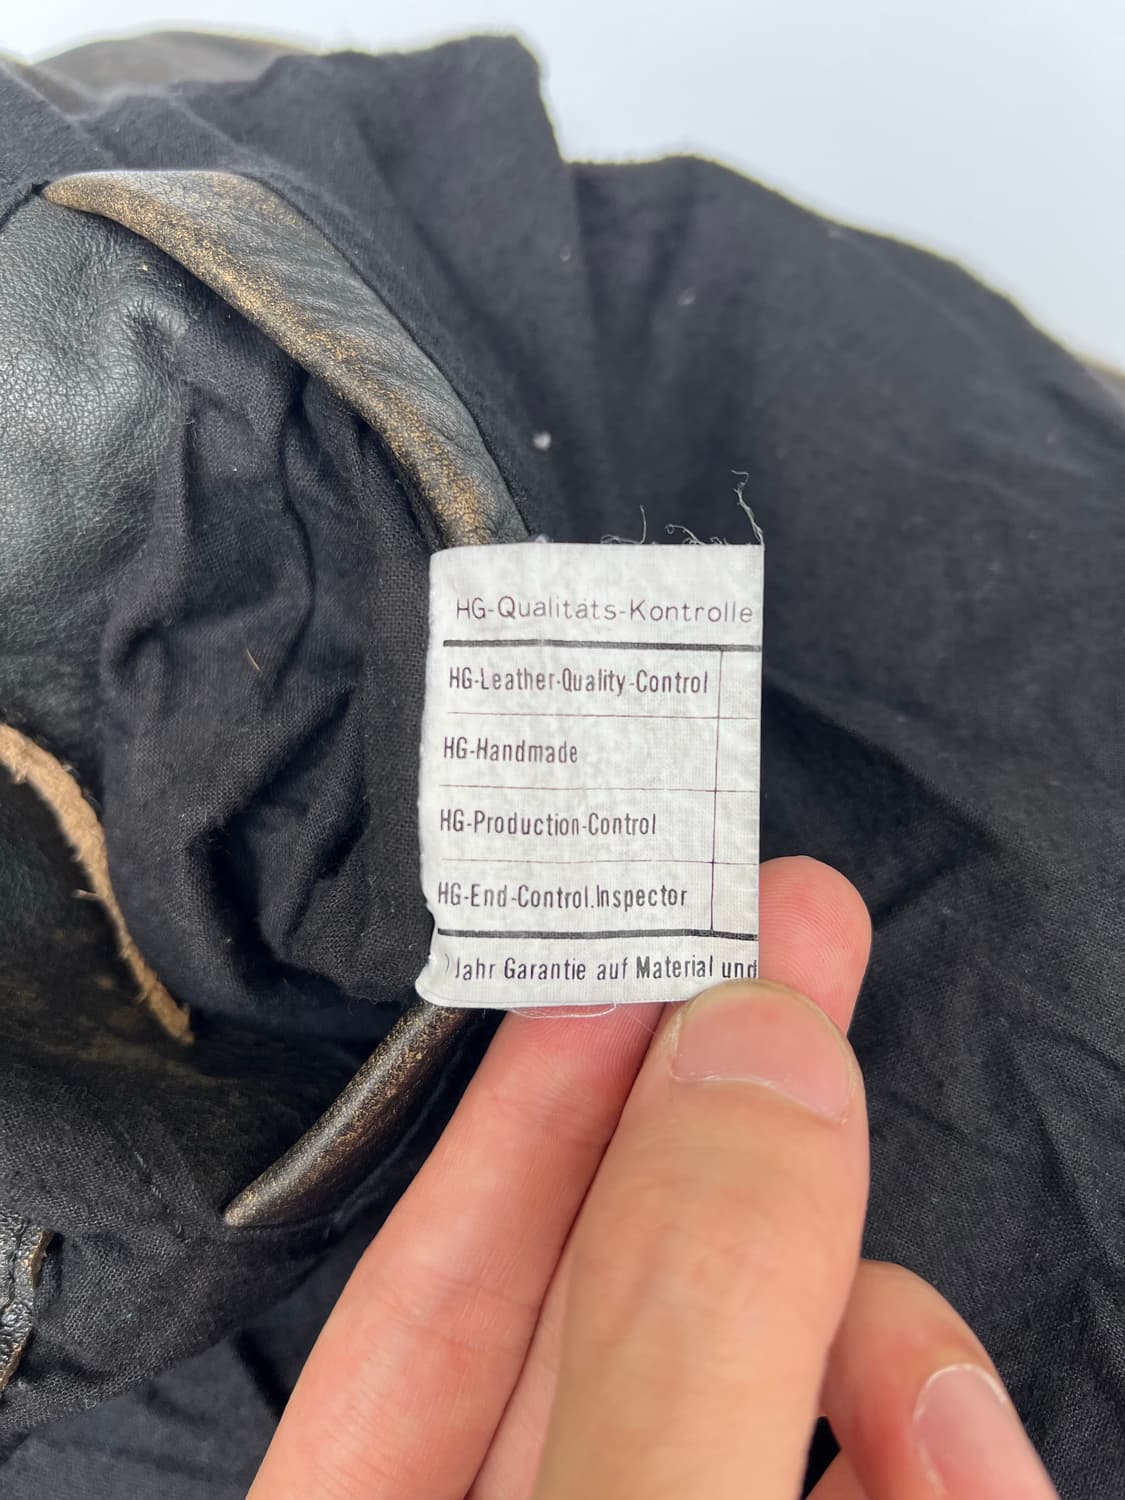 HG-Qualitäts-Kontrolle
HG-Leather-Quality-Control
HG-Handmade
HG-Production-Control
HG-End-Control.Inspector
Jahr Garantie auf Material und